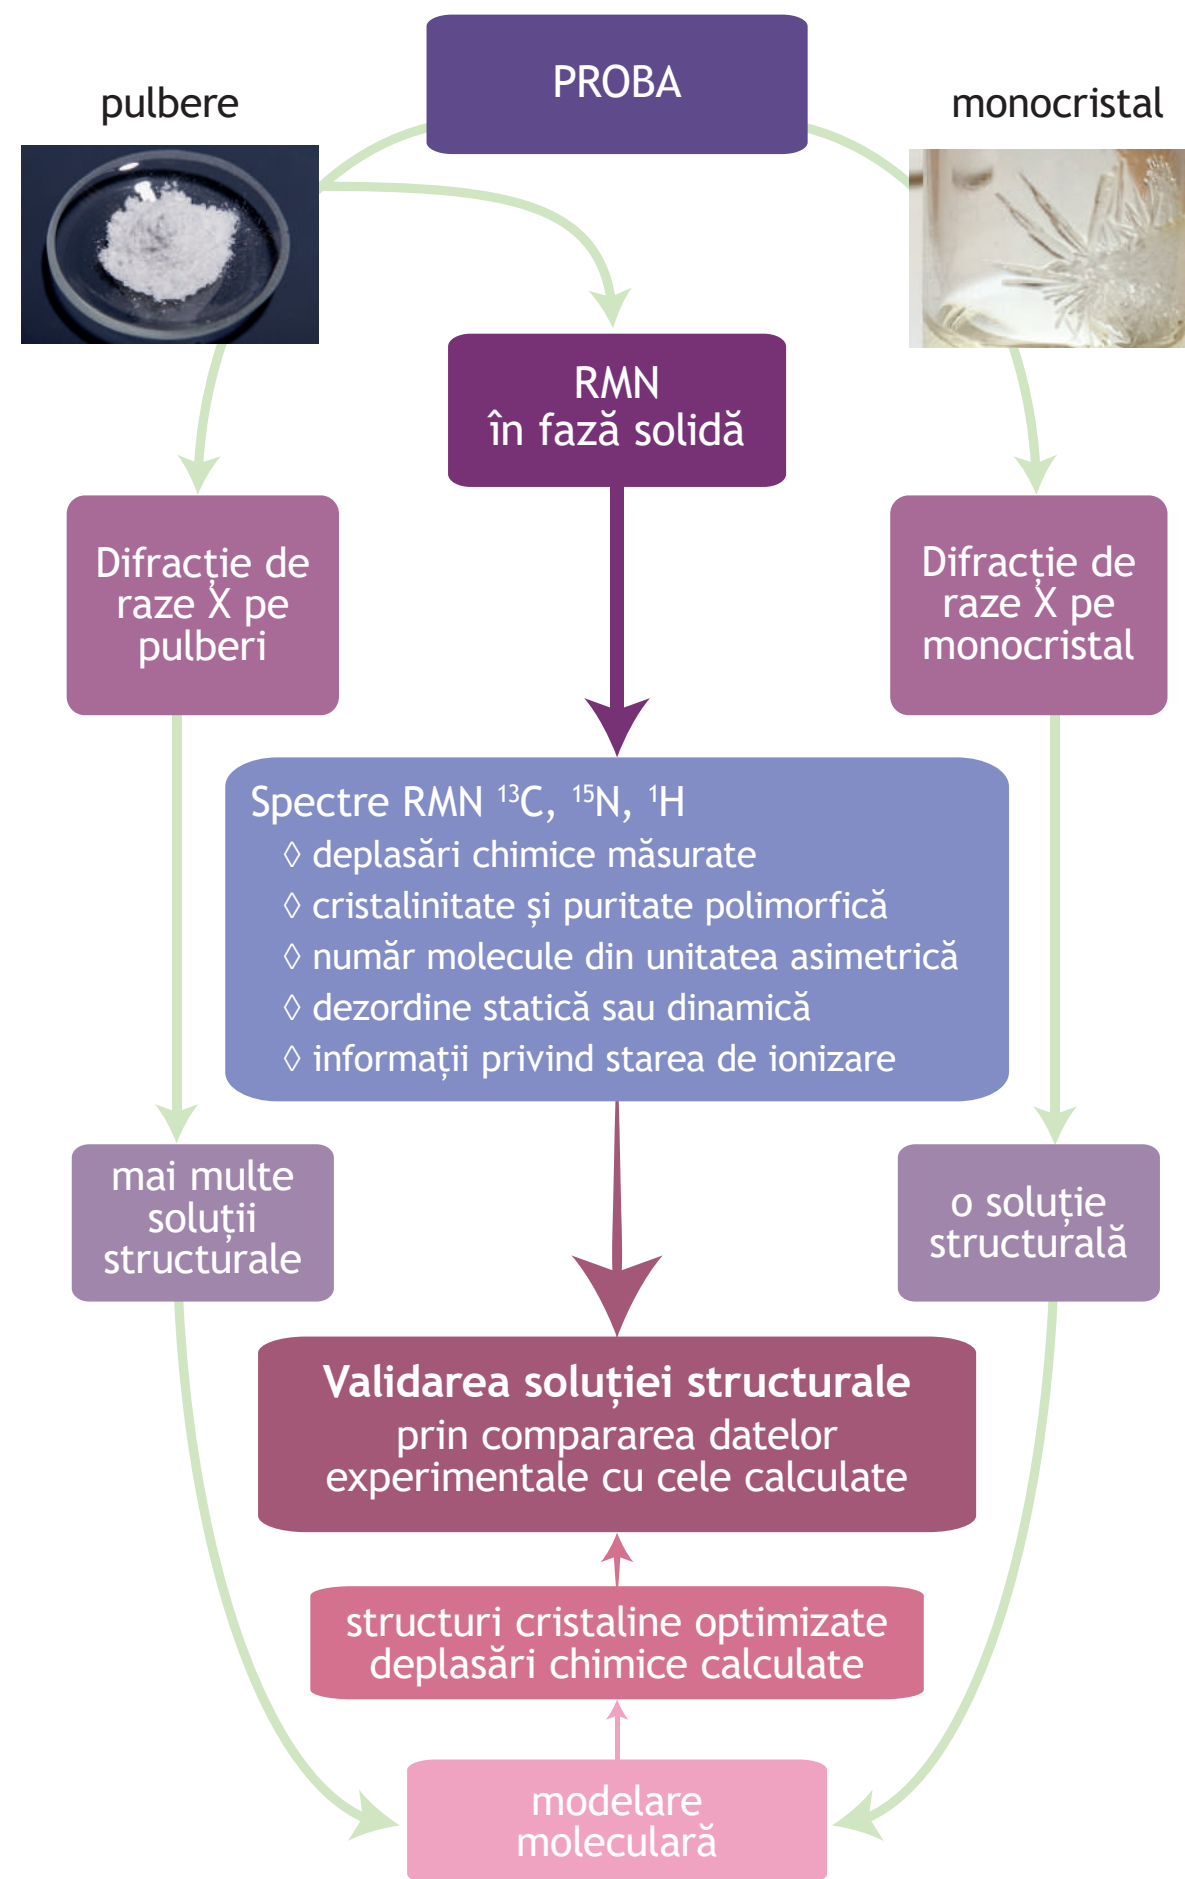 PROBA
pulbere
monocristal
RMN
în fază solidă
Difracție de
raze X pe
pulberi
Difracție de
raze X pe
monocristal
Spectre RMN ¹³C, ¹⁵N, ¹H
◊ deplasări chimice măsurate
◊ cristalinitate și puritate polimorfică
◊ număr molecule din unitatea asimetrică
◊ dezordine statică sau dinamică
◊ informații privind starea de ionizare
mai multe
soluții
structurale
o soluție
structurală
Validarea soluției structurale
prin compararea datelor
experimentale cu cele calculate
structuri cristaline optimizate
deplasări chimice calculate
modelare
moleculară